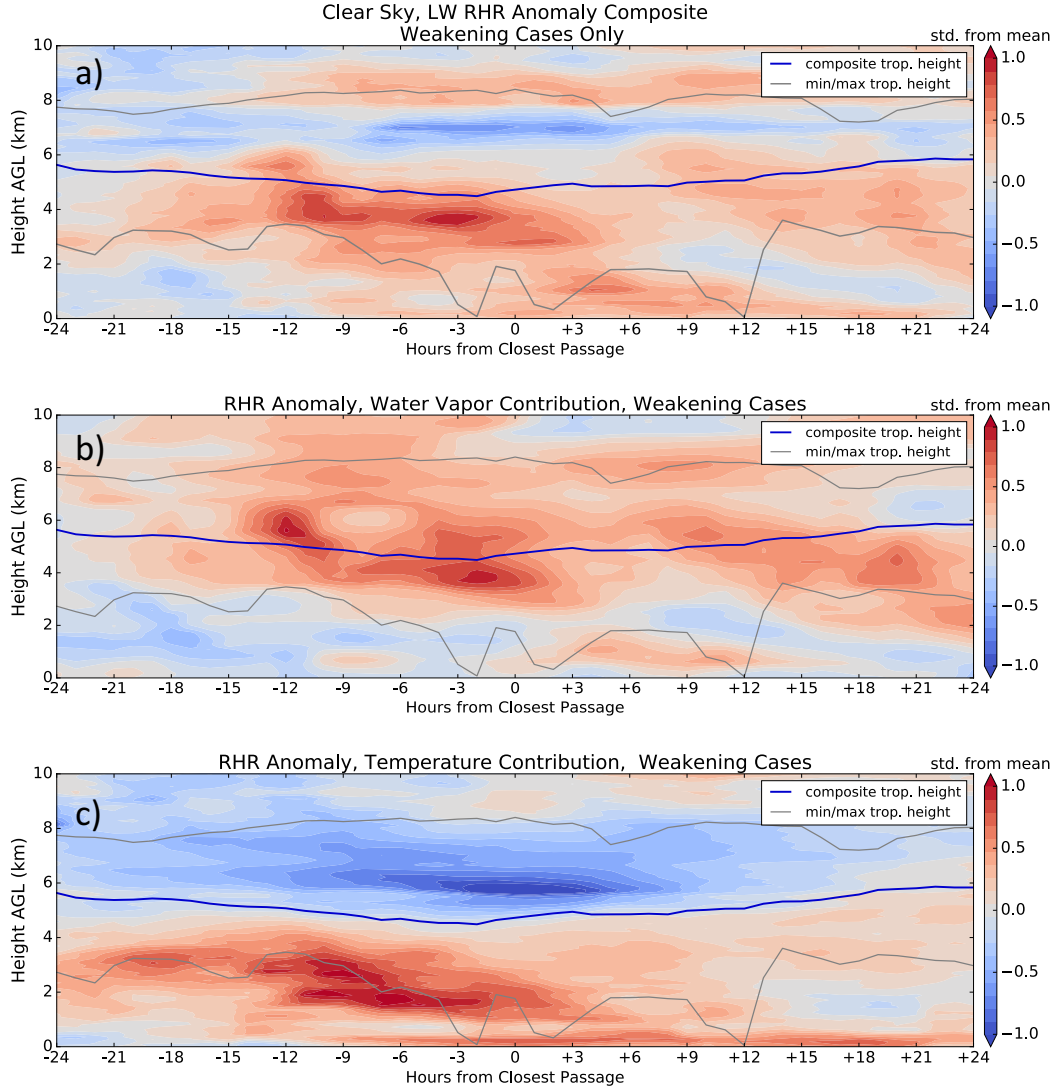 Clear Sky, LW RHR Anomaly Composite
Weakening Cases Only
std. from mean
a)
composite trop. height
min/max trop. height
Height AGL (km)
10
8
6
4
2
0
-24 -21 -18 -15 -12 -9 -6 -3 0 +3 +6 +9 +12 +15 +18 +21 +24
Hours from Closest Passage
1.0
0.5
0.0
−0.5
−1.0
RHR Anomaly, Water Vapor Contribution, Weakening Cases
std. from mean
b)
composite trop. height
min/max trop. height
Height AGL (km)
10
8
6
4
2
0
-24 -21 -18 -15 -12 -9 -6 -3 0 +3 +6 +9 +12 +15 +18 +21 +24
Hours from Closest Passage
1.0
0.5
0.0
−0.5
−1.0
RHR Anomaly, Temperature Contribution, Weakening Cases
std. from mean
c)
composite trop. height
min/max trop. height
Height AGL (km)
10
8
6
4
2
0
-24 -21 -18 -15 -12 -9 -6 -3 0 +3 +6 +9 +12 +15 +18 +21 +24
Hours from Closest Passage
1.0
0.5
0.0
−0.5
−1.0